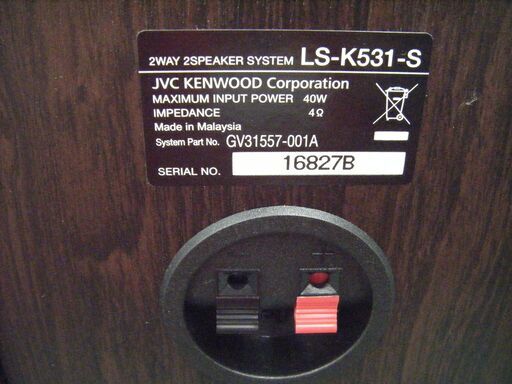 2WAY 2SPEAKER SYSTEM LS-K531-S
JVC KENWOOD Corporation
MAXIMUM INPUT POWER 40W
IMPEDANCE 4Ω
Made in Malaysia
System Part No. GV31557-001A
SERIAL NO. 16827B